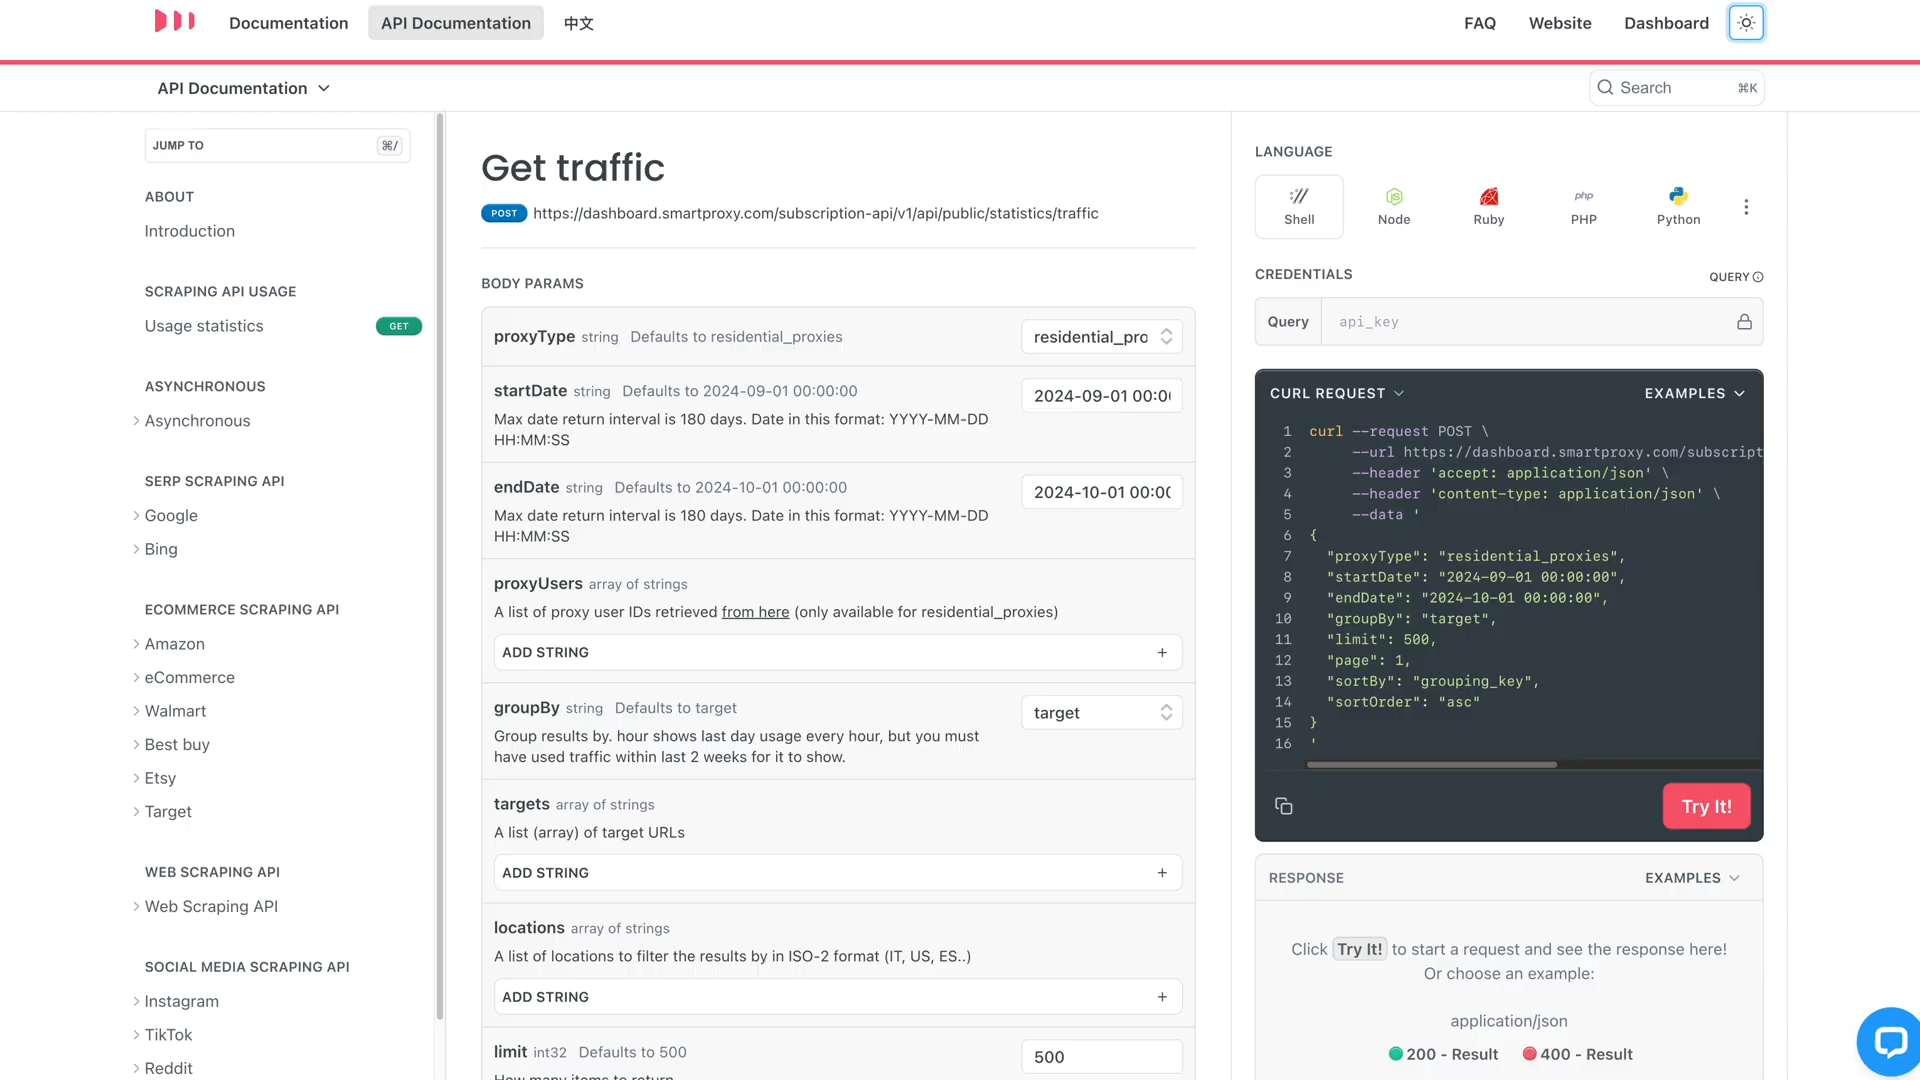 Documentation
API Documentation
中文
FAQ
Website
Dashboard
API Documentation
Search
⌘K
JUMP TO
⌘/
ABOUT
Introduction
SCRAPING API USAGE
Usage statistics
GET
ASYNCHRONOUS
Asynchronous
SERP SCRAPING API
Google
Bing
ECOMMERCE SCRAPING API
Amazon
eCommerce
Walmart
Best buy
Etsy
Target
WEB SCRAPING API
Web Scraping API
SOCIAL MEDIA SCRAPING API
Instagram
TikTok
Reddit
Get traffic
POST https://dashboard.smartproxy.com/subscription-api/v1/api/public/statistics/traffic
BODY PARAMS
proxyType string Defaults to residential_proxies
residential_pro
startDate string Defaults to 2024-09-01 00:00:00
2024-09-01 00:0
Max date return interval is 180 days. Date in this format: YYYY-MM-DD
HH:MM:SS
endDate string Defaults to 2024-10-01 00:00:00
2024-10-01 00:0
Max date return interval is 180 days. Date in this format: YYYY-MM-DD
HH:MM:SS
proxyUsers array of strings
A list of proxy user IDs retrieved from here (only available for residential_proxies)
ADD STRING +
groupBy string Defaults to target
target
Group results by. hour shows last day usage every hour, but you must
have used traffic within last 2 weeks for it to show.
targets array of strings
A list (array) of target URLs
ADD STRING +
locations array of strings
A list of locations to filter the results by in ISO-2 format (IT, US, ES..)
ADD STRING +
limit int32 Defaults to 500
500
How many items to return
LANGUAGE
Shell
Node
Ruby
php
PHP
Python
CREDENTIALS
QUERY
Query
api_key
CURL REQUEST
EXAMPLES
1 curl --request POST \
2 --url https://dashboard.smartproxy.com/subscript
3 --header 'accept: application/json' \
4 --header 'content-type: application/json' \
5 --data '
6 {
7 "proxyType": "residential_proxies",
8 "startDate": "2024-09-01 00:00:00",
9 "endDate": "2024-10-01 00:00:00",
10 "groupBy": "target",
11 "limit": 500,
12 "page": 1,
13 "sortBy": "grouping_key",
14 "sortOrder": "asc"
15 }
16 '
Try It!
RESPONSE
EXAMPLES
Click Try It! to start a request and see the response here!
Or choose an example:
application/json
200 - Result
400 - Result